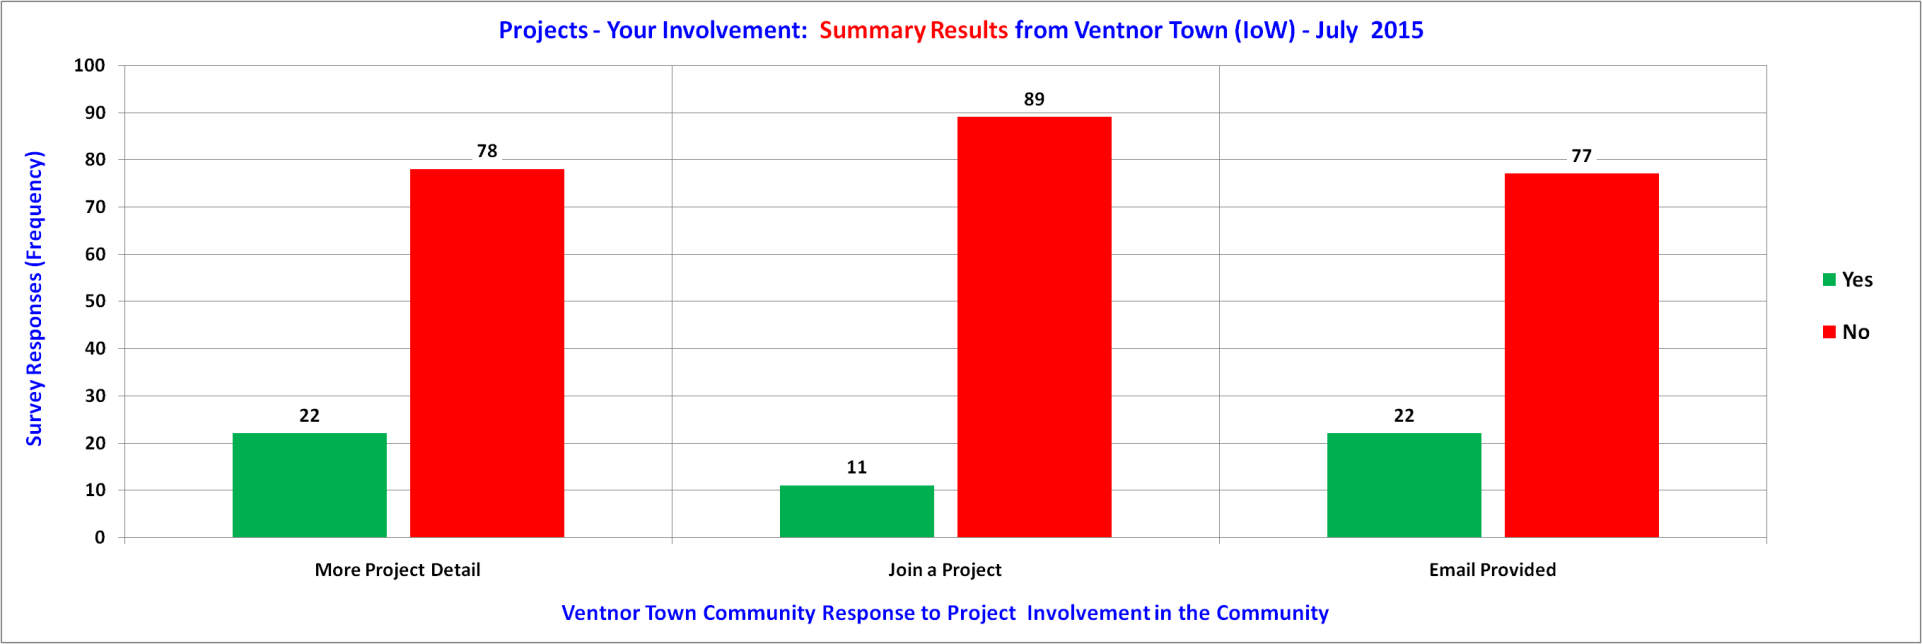 Projects - Your Involvement: Summary Results from Ventnor Town (IoW) - July 2015
Survey Responses (Frequency)
100
90
80
70
60
50
40
30
20
10
0
22
78
11
89
22
77
Yes
No
More Project Detail
Join a Project
Email Provided
Ventnor Town Community Response to Project Involvement in the Community